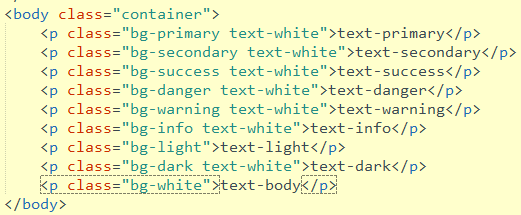 <body class="container">
<p class="bg-primary text-white">text-primary</p>
<p class="bg-secondary text-white">text-secondary</p>
<p class="bg-success text-white">text-success</p>
<p class="bg-danger text-white">text-danger</p>
<p class="bg-warning text-white">text-warning</p>
<p class="bg-info text-white">text-info</p>
<p class="bg-light">text-light</p>
<p class="bg-dark text-white">text-dark</p>
<p class="bg-white">text-body</p>
</body>